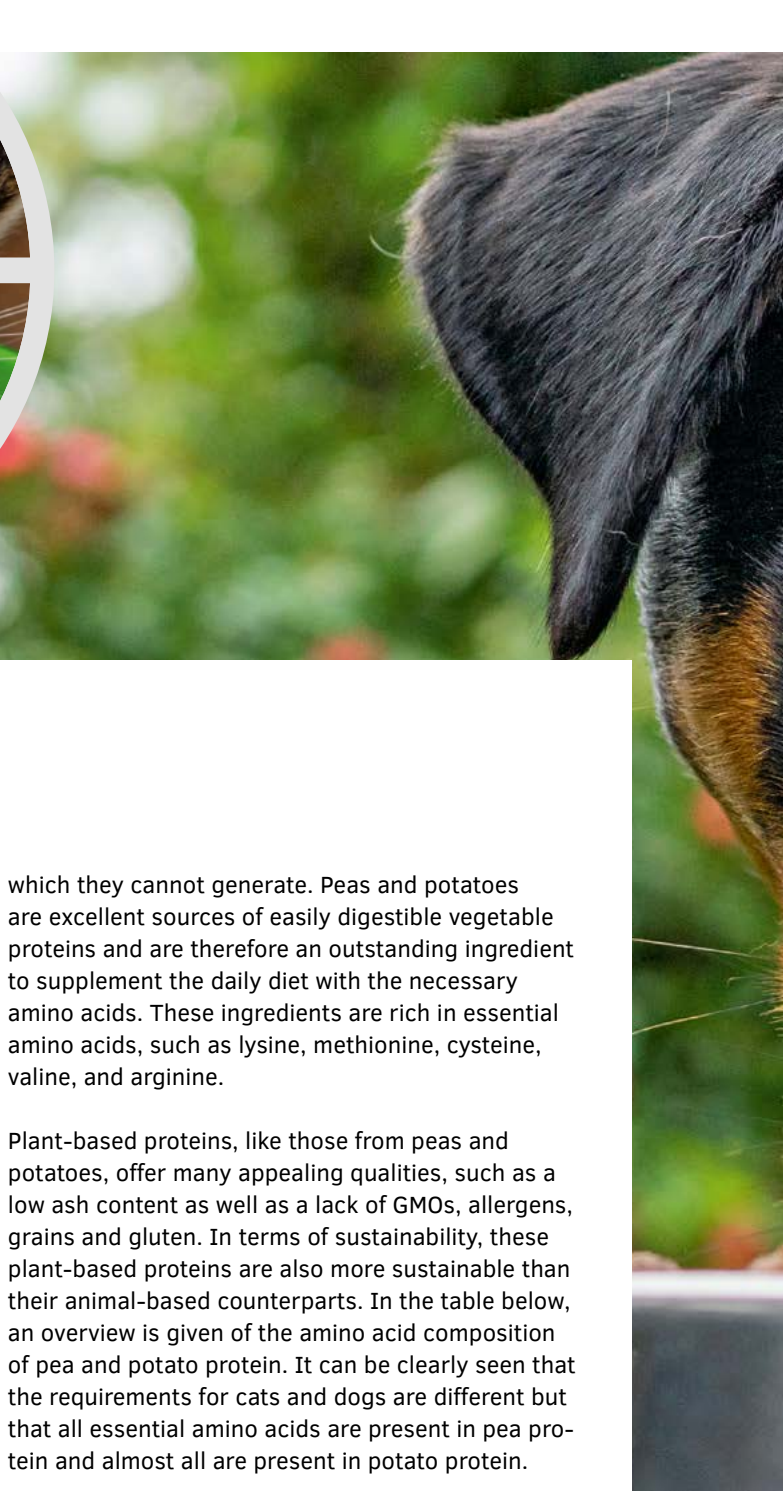 which they cannot generate. Peas and potatoes
are excellent sources of easily digestible vegetable
proteins and are therefore an outstanding ingredient
to supplement the daily diet with the necessary
amino acids. These ingredients are rich in essential
amino acids, such as lysine, methionine, cysteine,
valine, and arginine.
Plant-based proteins, like those from peas and
potatoes, offer many appealing qualities, such as a
low ash content as well as a lack of GMOs, allergens,
grains and gluten. In terms of sustainability, these
plant-based proteins are also more sustainable than
their animal-based counterparts. In the table below,
an overview is given of the amino acid composition
of pea and potato protein. It can be clearly seen that
the requirements for cats and dogs are different but
that all essential amino acids are present in pea pro-
tein and almost all are present in potato protein.